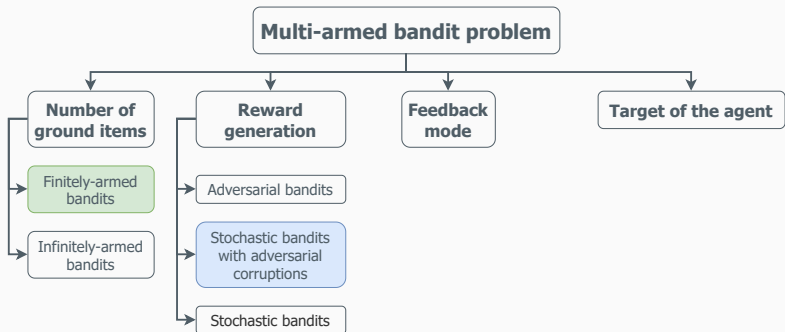 Multi-armed bandit problem
Number of
ground items
Reward
generation
Feedback
mode
Target of the agent
Finitely-armed
bandits
Infinitely-armed
bandits
Adversarial bandits
Stochastic bandits
with adversarial
corruptions
Stochastic bandits